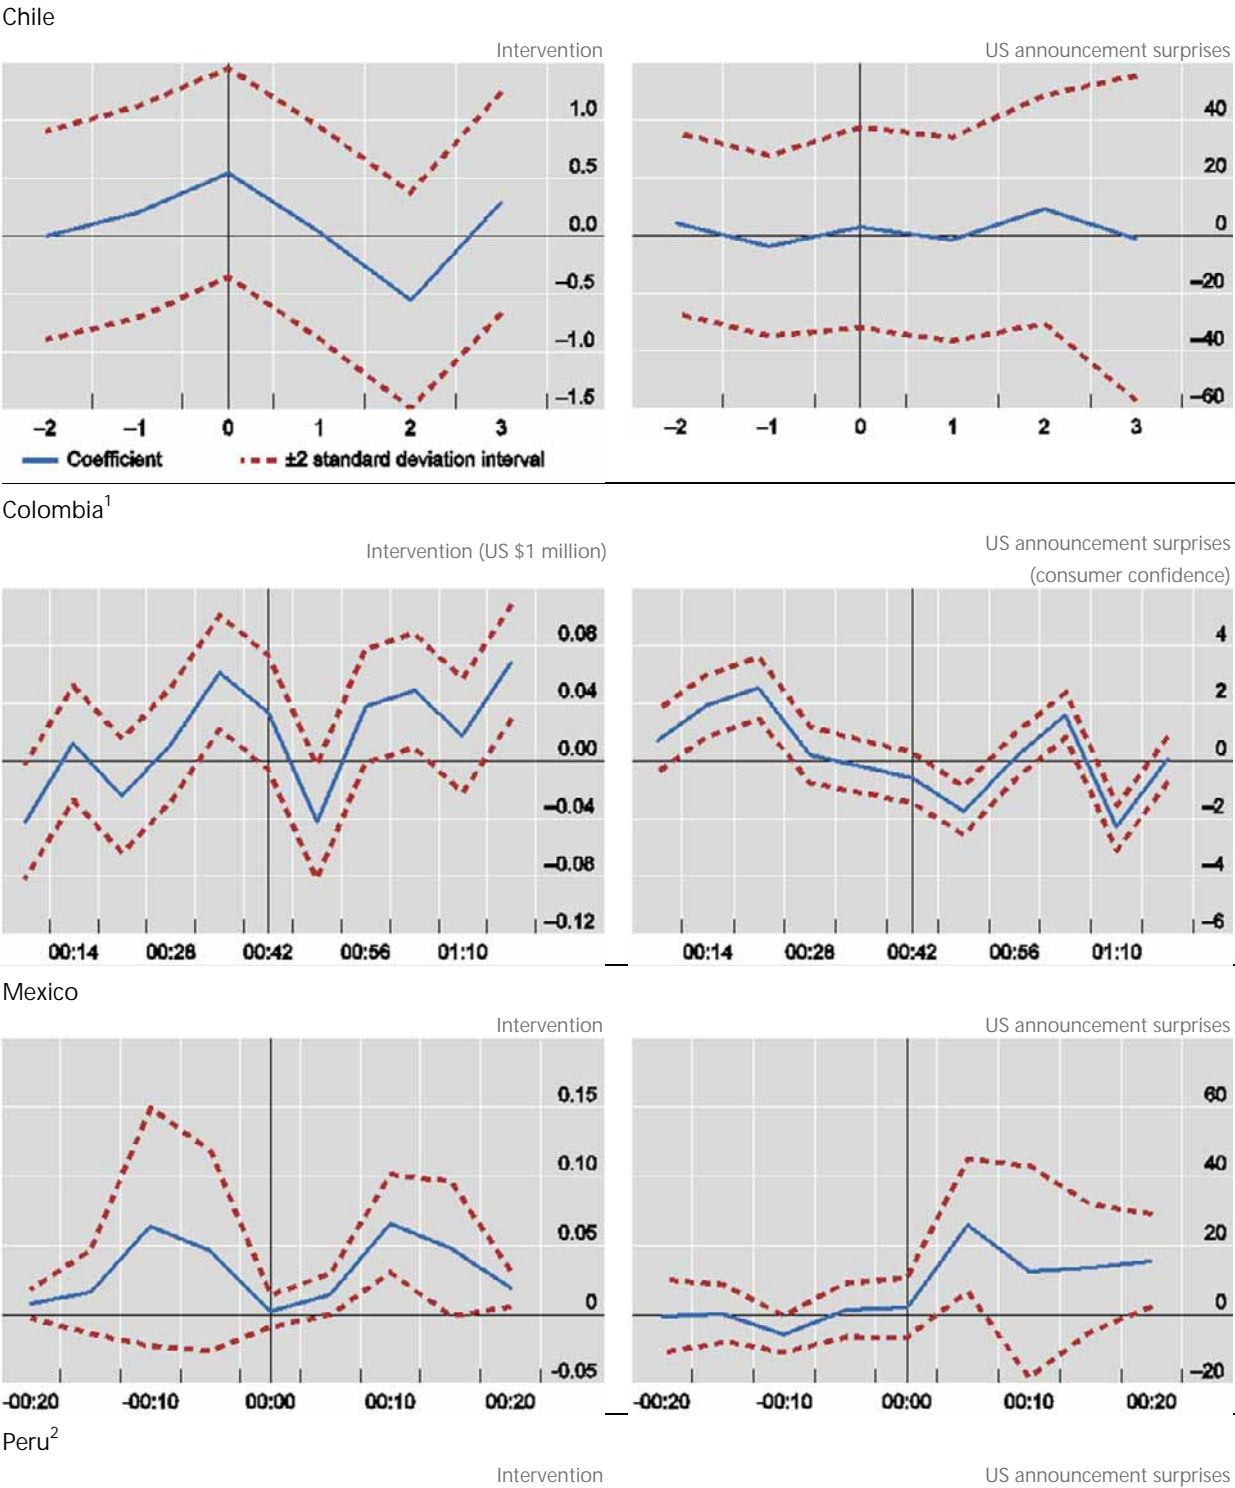 Chile
Intervention
US announcement surprises
1.0
0.5
0.0
–0.5
–1.0
–1.5
–2 –1 0 1 2 3
40
20
0
–20
–40
–60
–2 –1 0 1 2 3
Coefficient ±2 standard deviation interval
Colombia1
Intervention (US $1 million)
US announcement surprises
(consumer confidence)
0.08
0.04
0.00
–0.04
–0.08
–0.12
00:14 00:28 00:42 00:56 01:10
4
2
0
–2
–4
–6
00:14 00:28 00:42 00:56 01:10
Mexico
Intervention
US announcement surprises
0.15
0.10
0.05
0
-0.05
-00:20 -00:10 00:00 00:10 00:20
60
40
20
0
–20
-00:20 -00:10 00:00 00:10 00:20
Peru2
Intervention
US announcement surprises